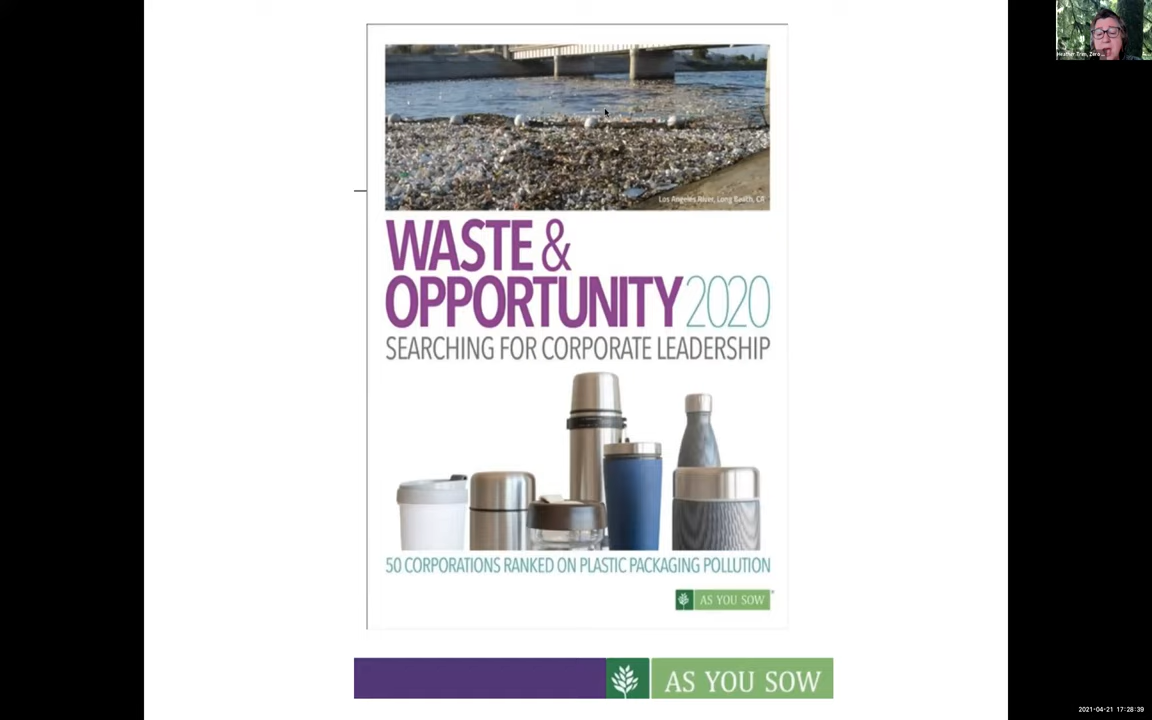 Los Angeles River, Long Beach, CA
WASTE &
OPPORTUNITY 2020
SEARCHING FOR CORPORATE LEADERSHIP
50 CORPORATIONS RANKED ON PLASTIC PACKAGING POLLUTION
AS YOU SOW
AS YOU SOW
2021-04-21 17:28:39